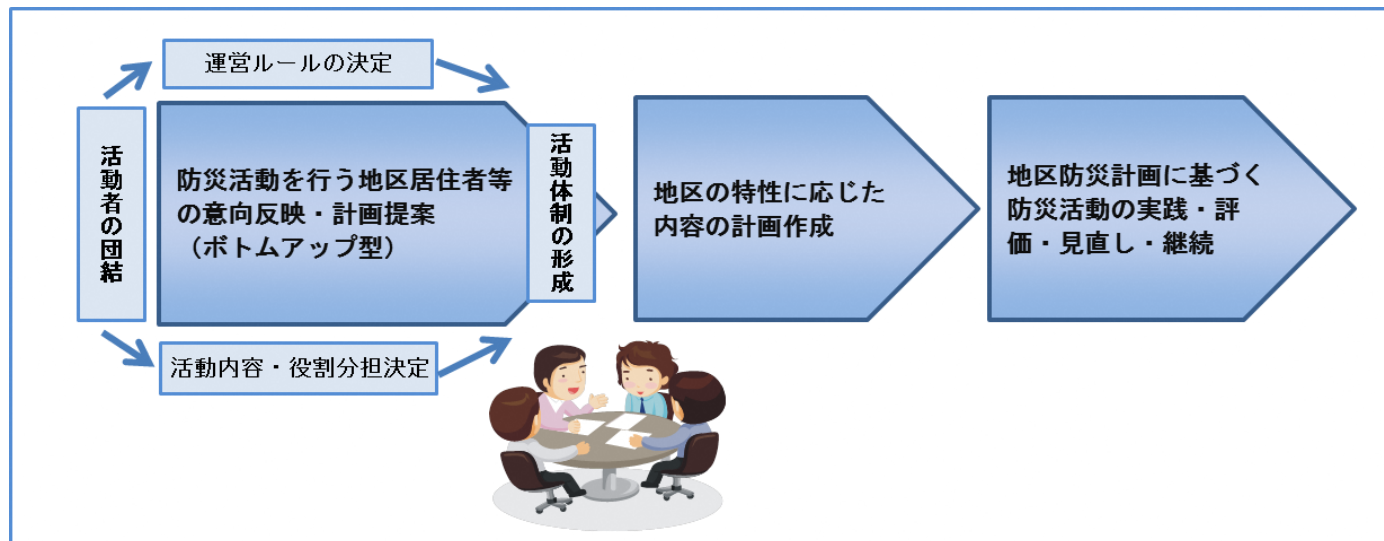 運営ルールの決定
活動者の団結
防災活動を行う地区居住者等
の意向反映・計画提案
（ボトムアップ型）
活動内容・役割分担決定
活動体制の形成
地区の特性に応じた
内容の計画作成
地区防災計画に基づく
防災活動の実践・評
価・見直し・継続